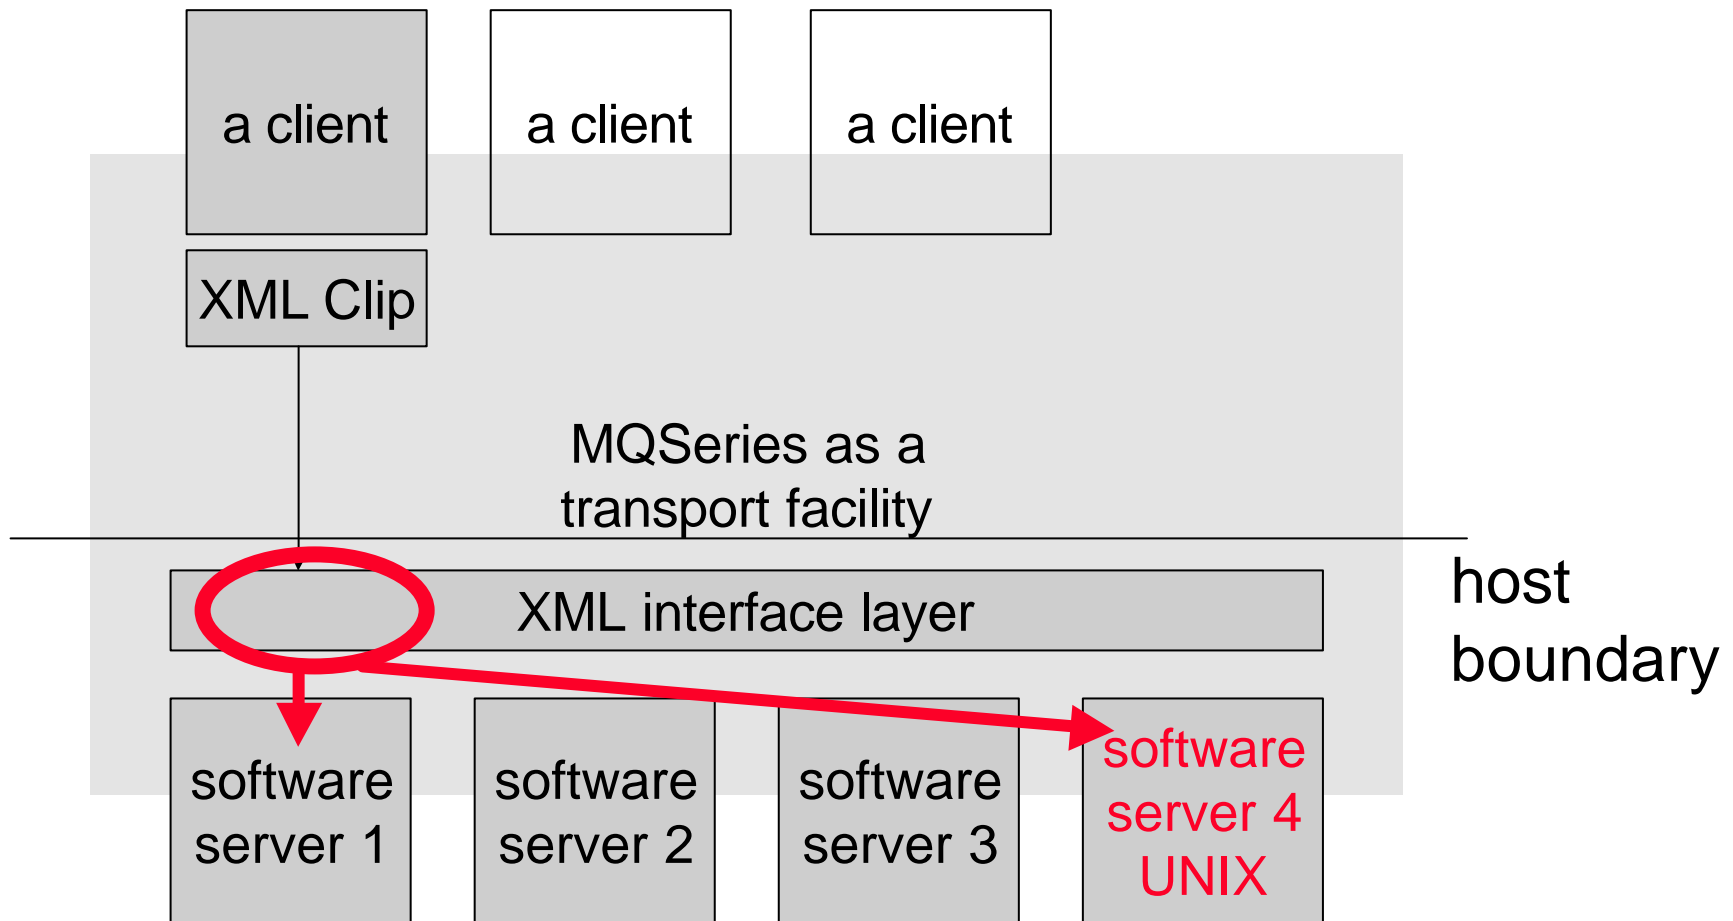 a client
a client
a client
XML Clip
MQSeries as a
transport facility
host
boundary
XML interface layer
software
server 1
software
server 2
software
server 3
software
server 4
UNIX